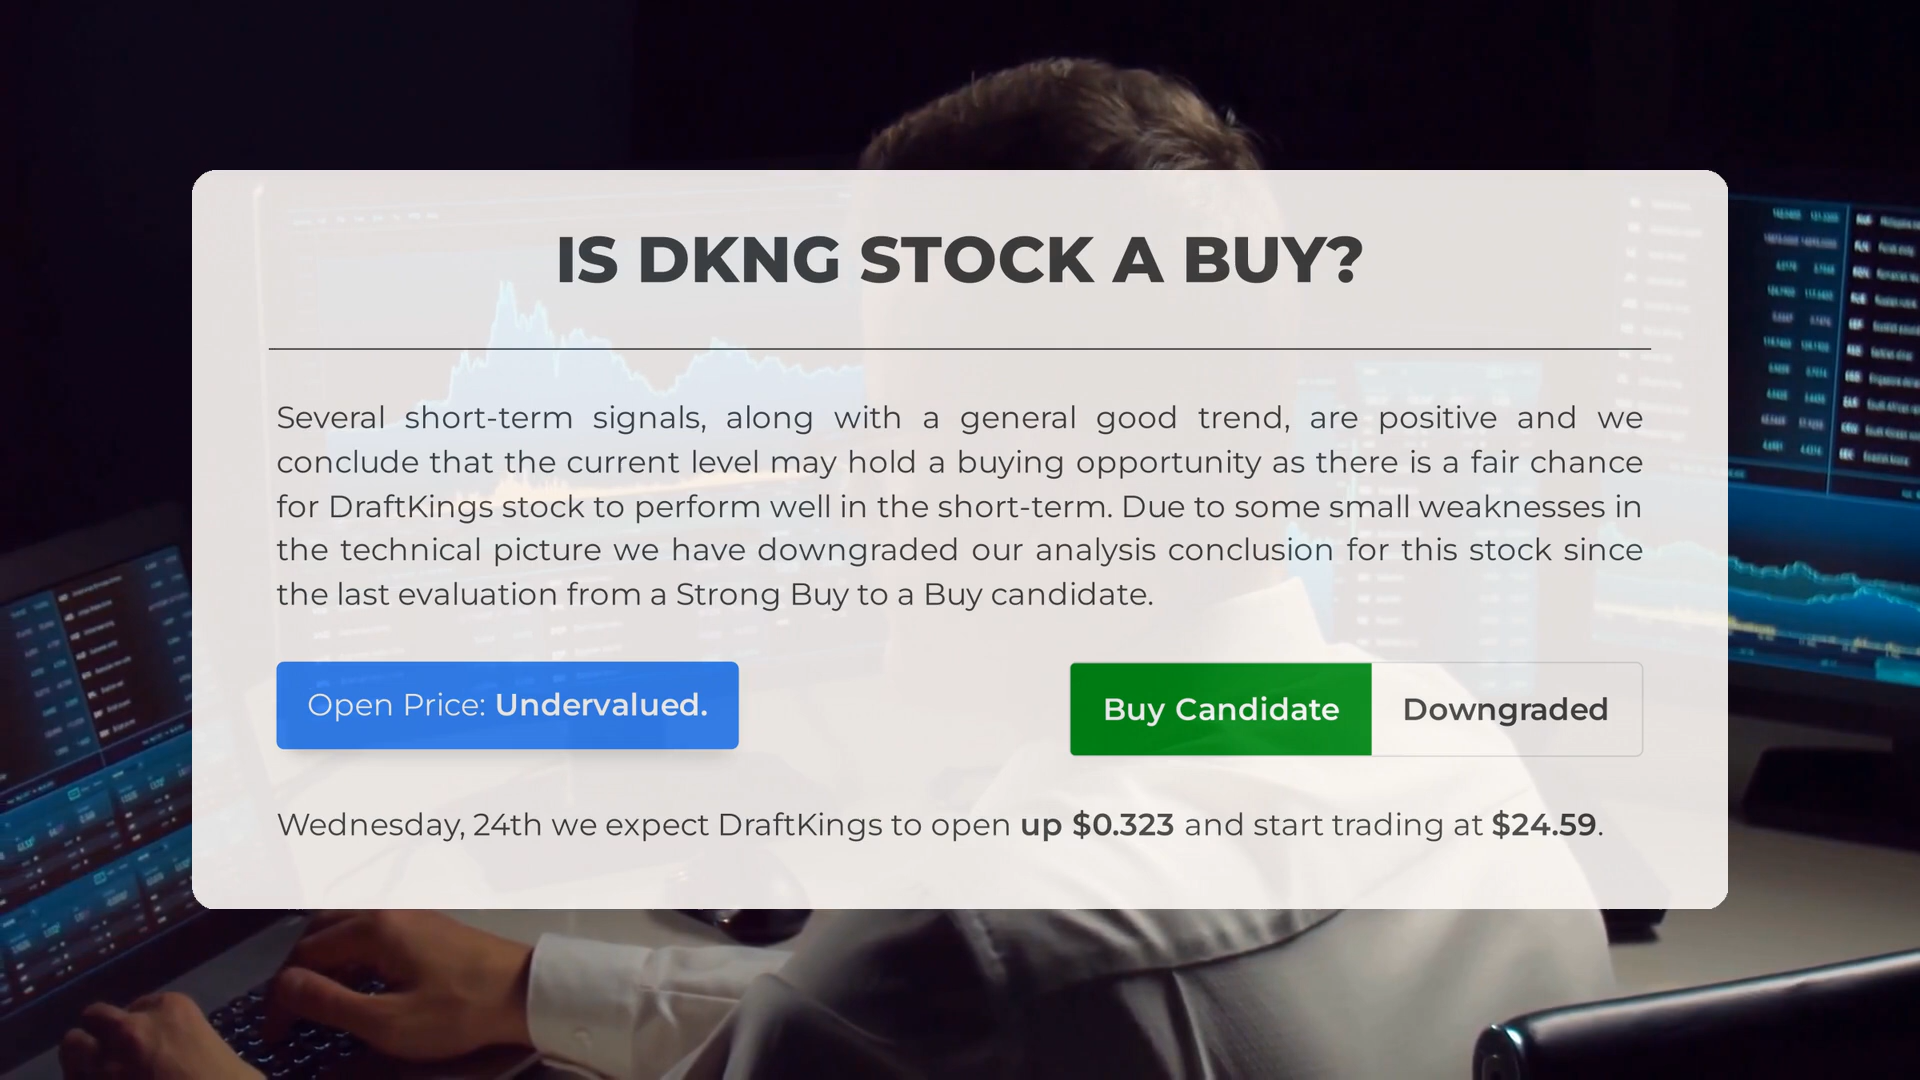 IS DKNG STOCK A BUY?
Several short-term signals, along with a general good trend, are positive and we
conclude that the current level may hold a buying opportunity as there is a fair chance
for DraftKings stock to perform well in the short-term. Due to some small weaknesses in
the technical picture we have downgraded our analysis conclusion for this stock since
the last evaluation from a Strong Buy to a Buy candidate.
Open Price: Undervalued.
Buy Candidate Downgraded
Wednesday, 24th we expect DraftKings to open up $0.323 and start trading at $24.59.